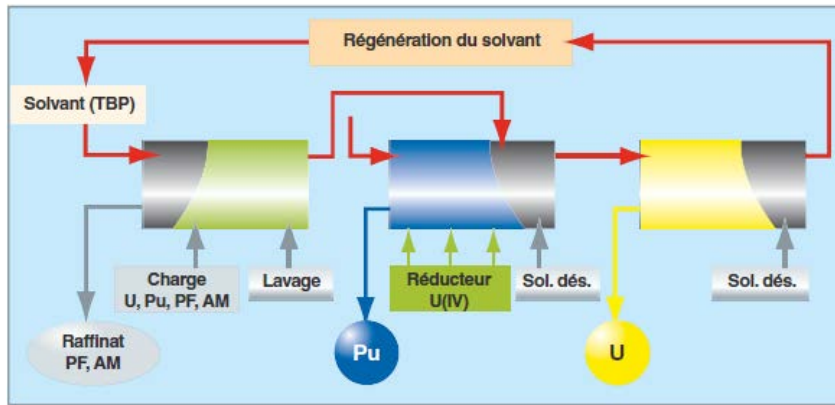 Régénération du solvant
Solvant (TBP)
Charge
U, Pu, PF, AM
Lavage
Réducteur
U(IV)
Sol. dés.
Sol. dés.
Raffinat
PF, AM
Pu
U